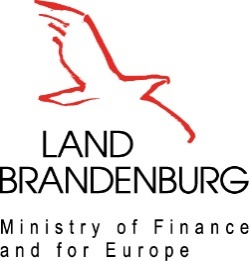 LAND
BRANDENBURG
Ministry of Finance
and for Europe